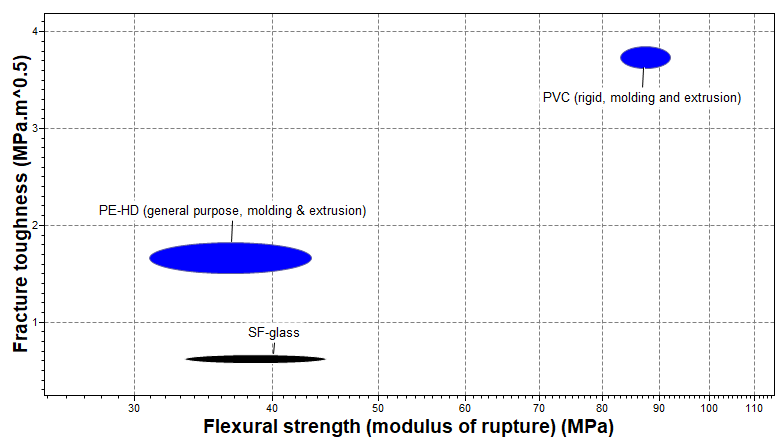 Fracture toughness (MPa.m^0.5)
4
3
2
1
PVC (rigid, molding and extrusion)
PE-HD (general purpose, molding & extrusion)
SF-glass
30 40 50 60 70 80 90 100 110
Flexural strength (modulus of rupture) (MPa)